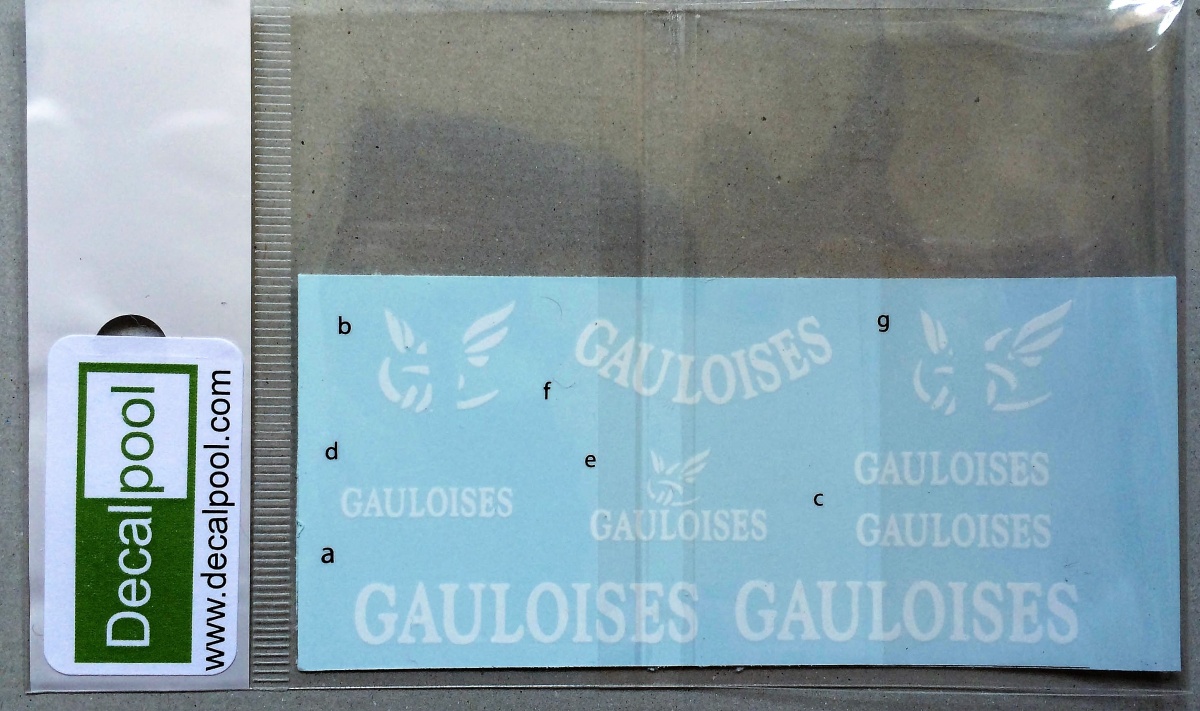 Decalpool
www.decalpool.com
b
g
GAULOISES
f
d
e
GAULOISES
c
GAULOISES
GAULOISES
GAULOISES
a
GAULOISES GAULOISES